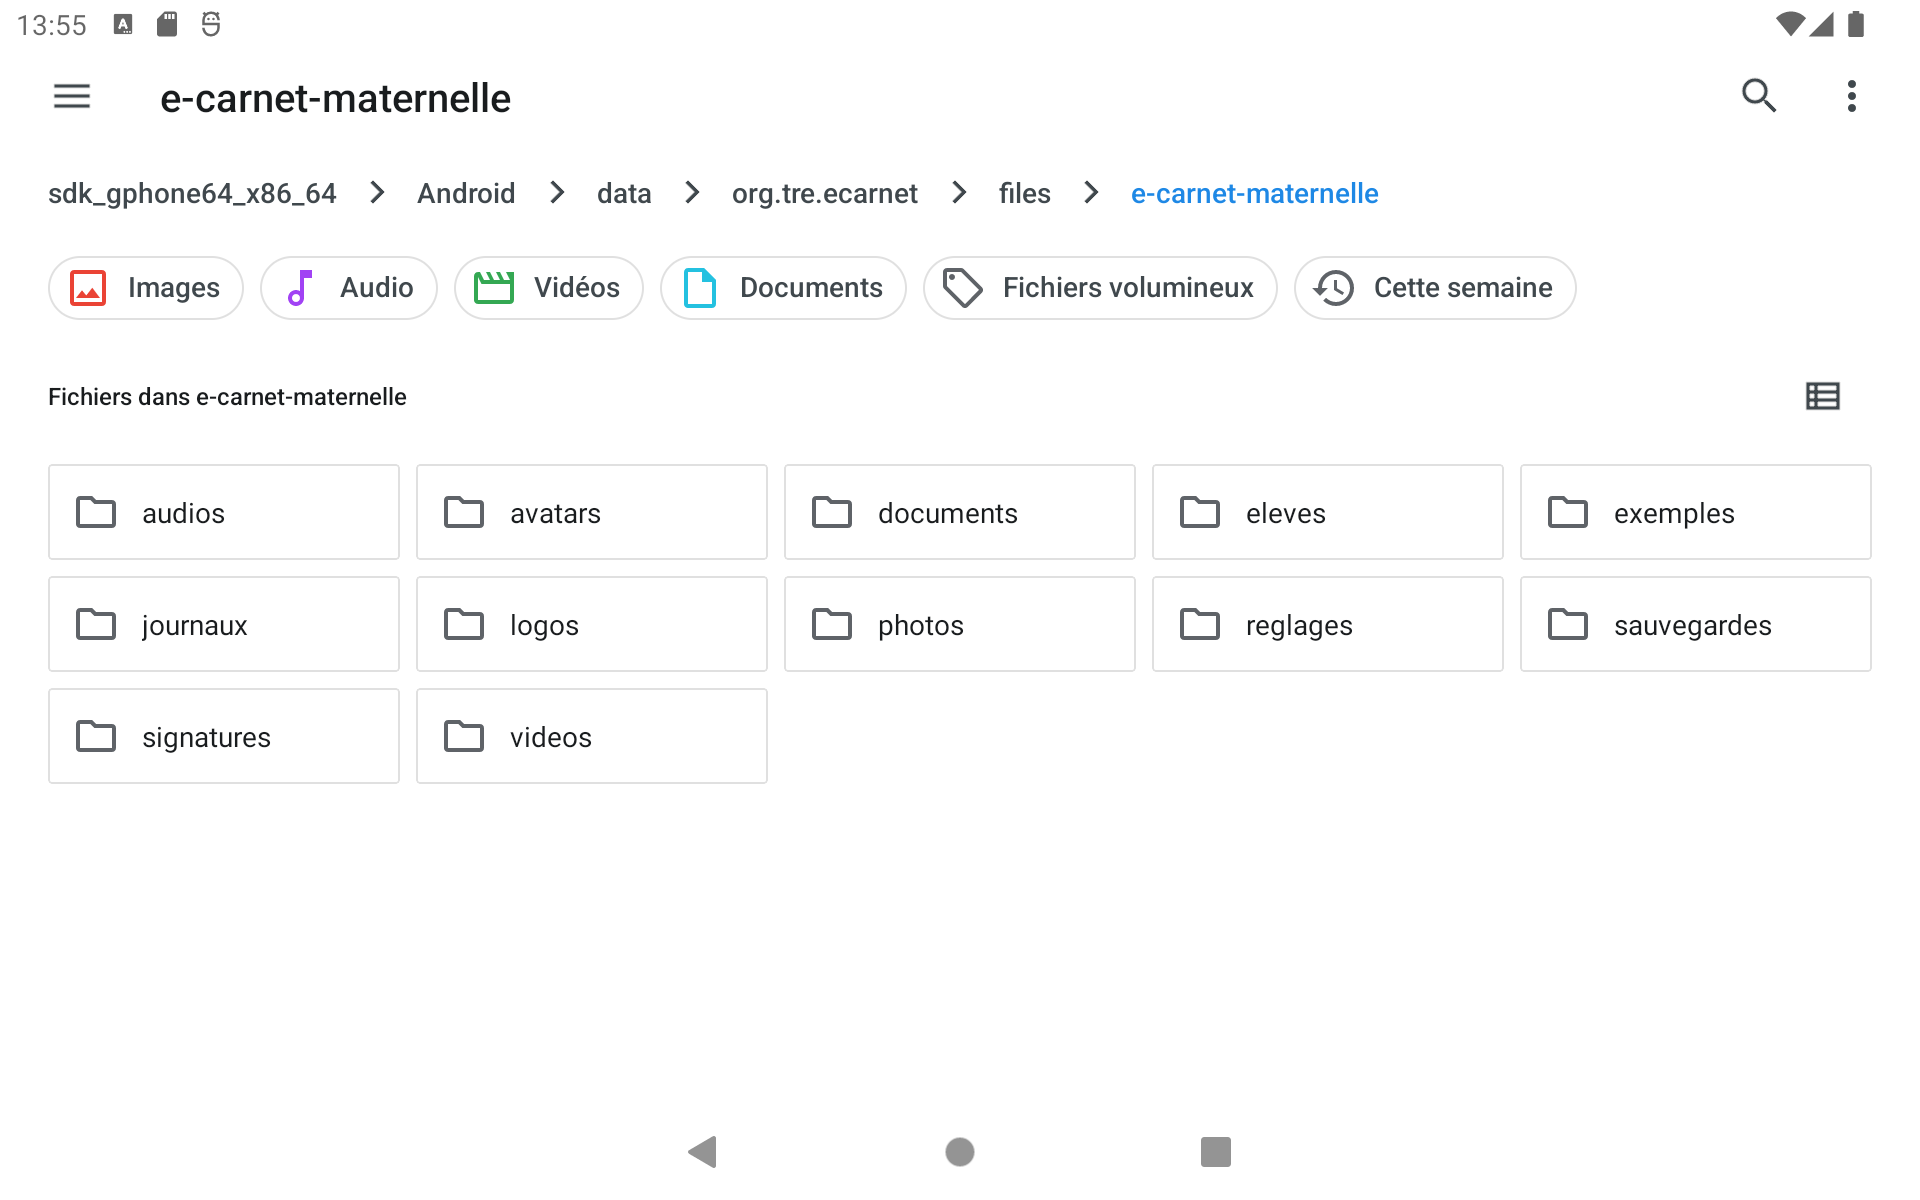 13:55
e-carnet-maternelle
sdk_gphone64_x86_64 > Android > data > org.tre.ecarnet > files > e-carnet-maternelle
Images Audio Vidéos Documents Fichiers volumineux Cette semaine
Fichiers dans e-carnet-maternelle
audios avatars documents eleves exemples
journaux logos photos reglages sauvegardes
signatures videos